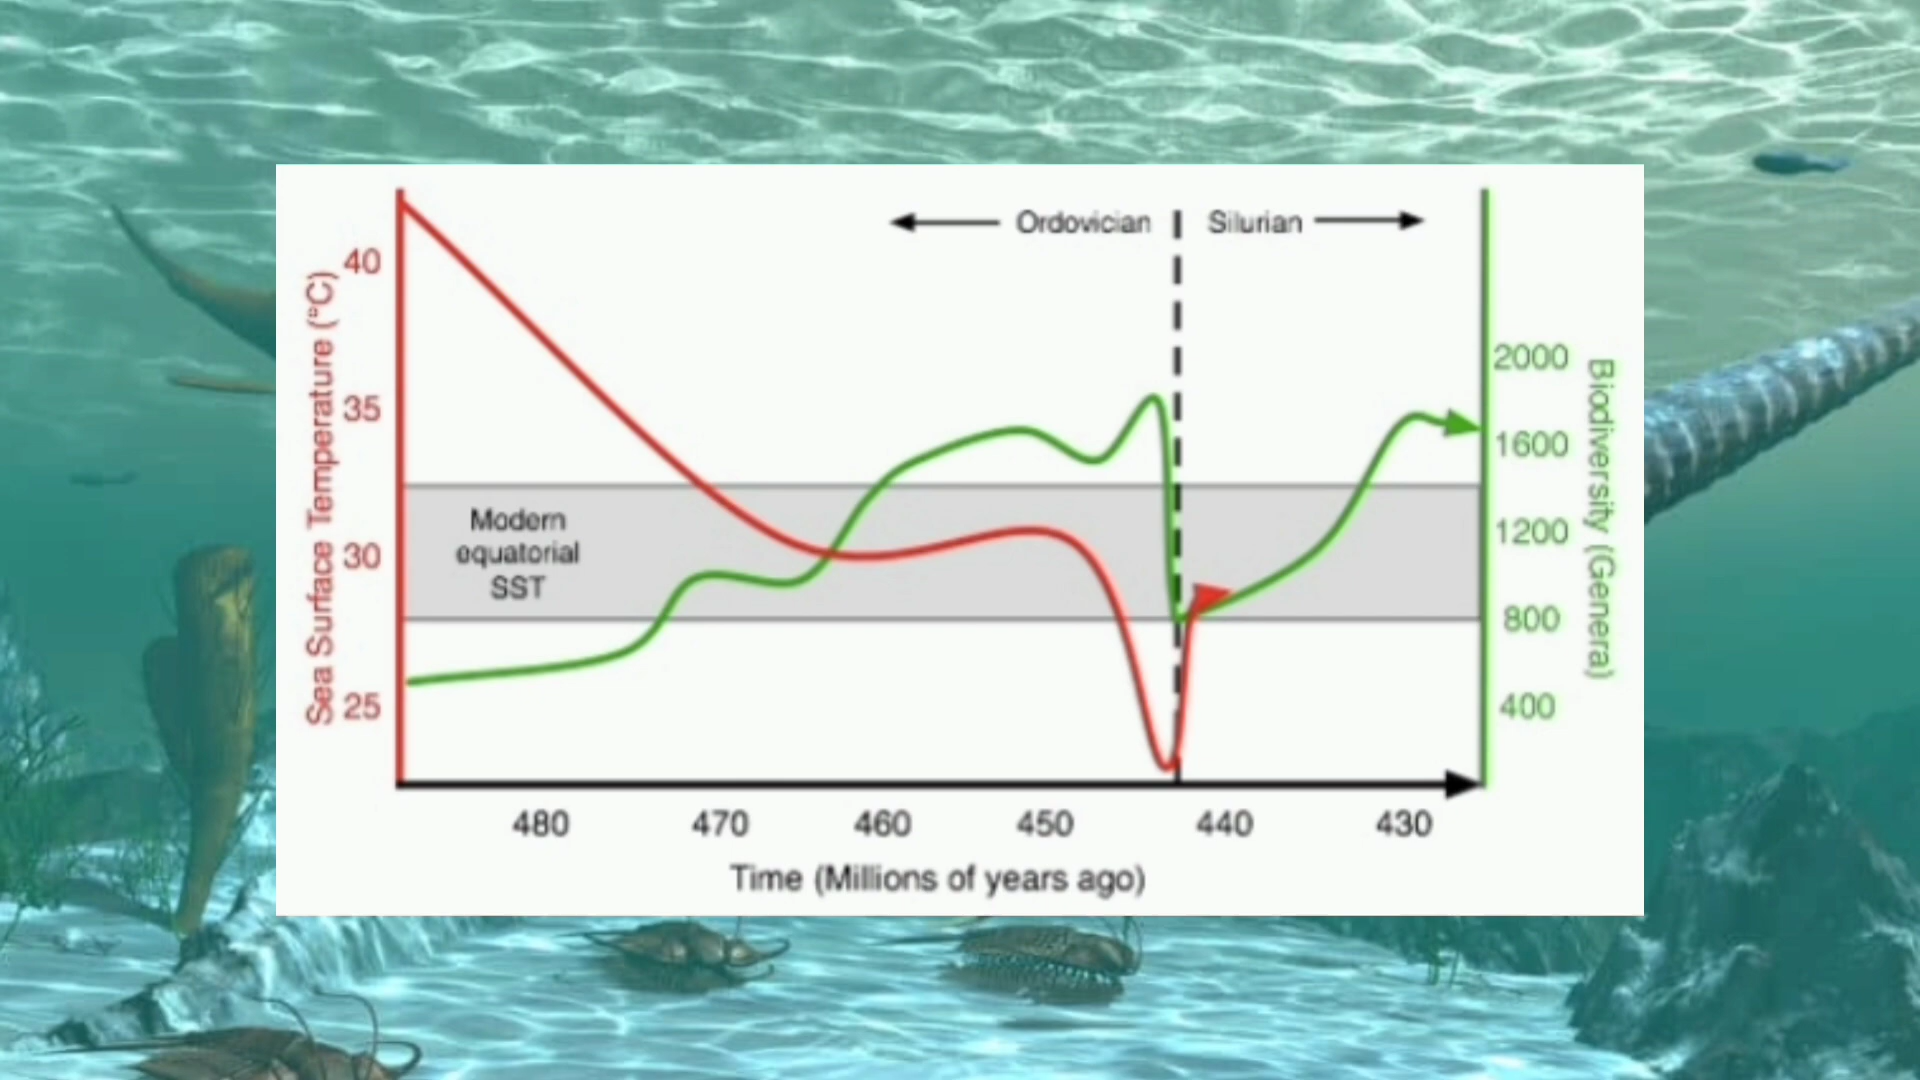 Ordovician
Silurian
Sea Surface Temperature (°C)
40
35
30
25
Modern
equatorial
SST
2000
1600
1200
800
400
Biodiversity (Genera)
480 470 460 450 440 430
Time (Millions of years ago)